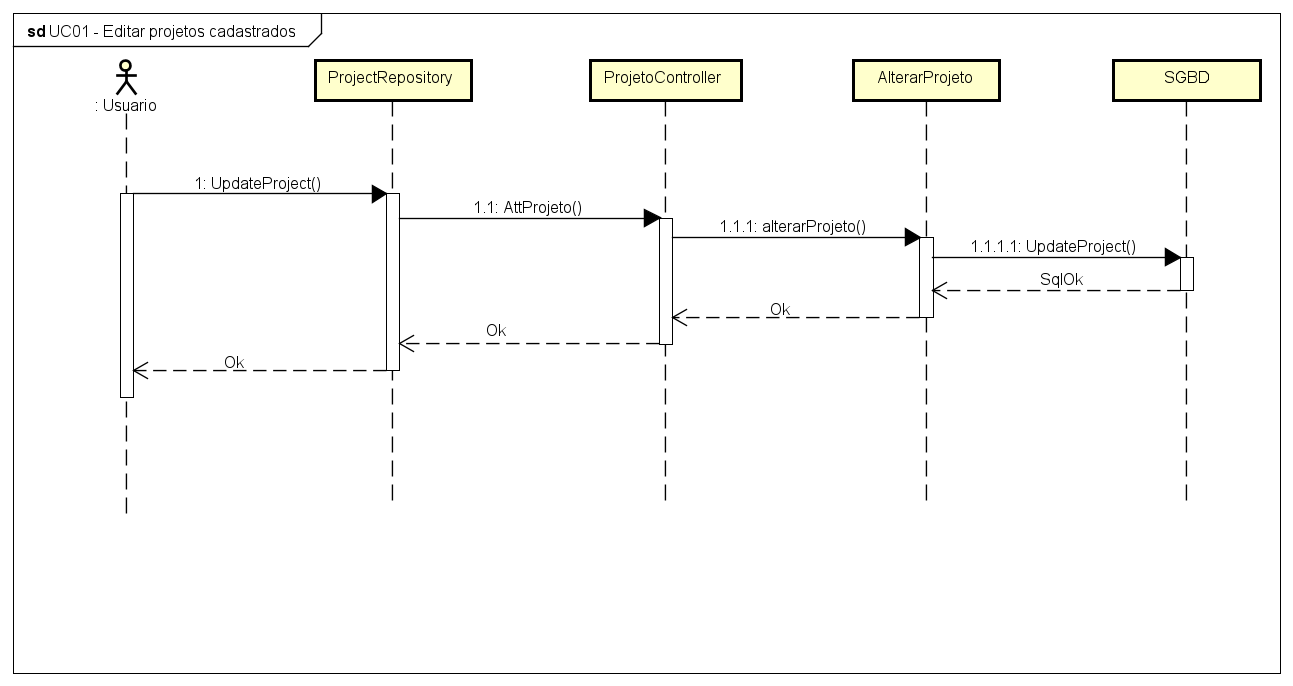 sd UC01 - Editar projetos cadastrados
: Usuario
ProjectRepository
ProjetoController
AlterarProjeto
SGBD
1: UpdateProject()
1.1: AttProjeto()
1.1.1: alterarProjeto()
1.1.1.1: UpdateProject()
SqlOk
Ok
Ok
Ok